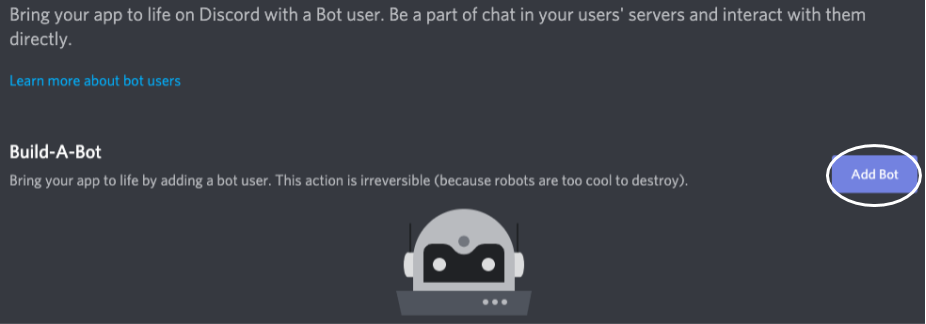 Bring your app to life on Discord with a Bot user. Be a part of chat in your users' servers and interact with them
directly.
Learn more about bot users
Build-A-Bot
Bring your app to life by adding a bot user. This action is irreversible (because robots are too cool to destroy).
Add Bot